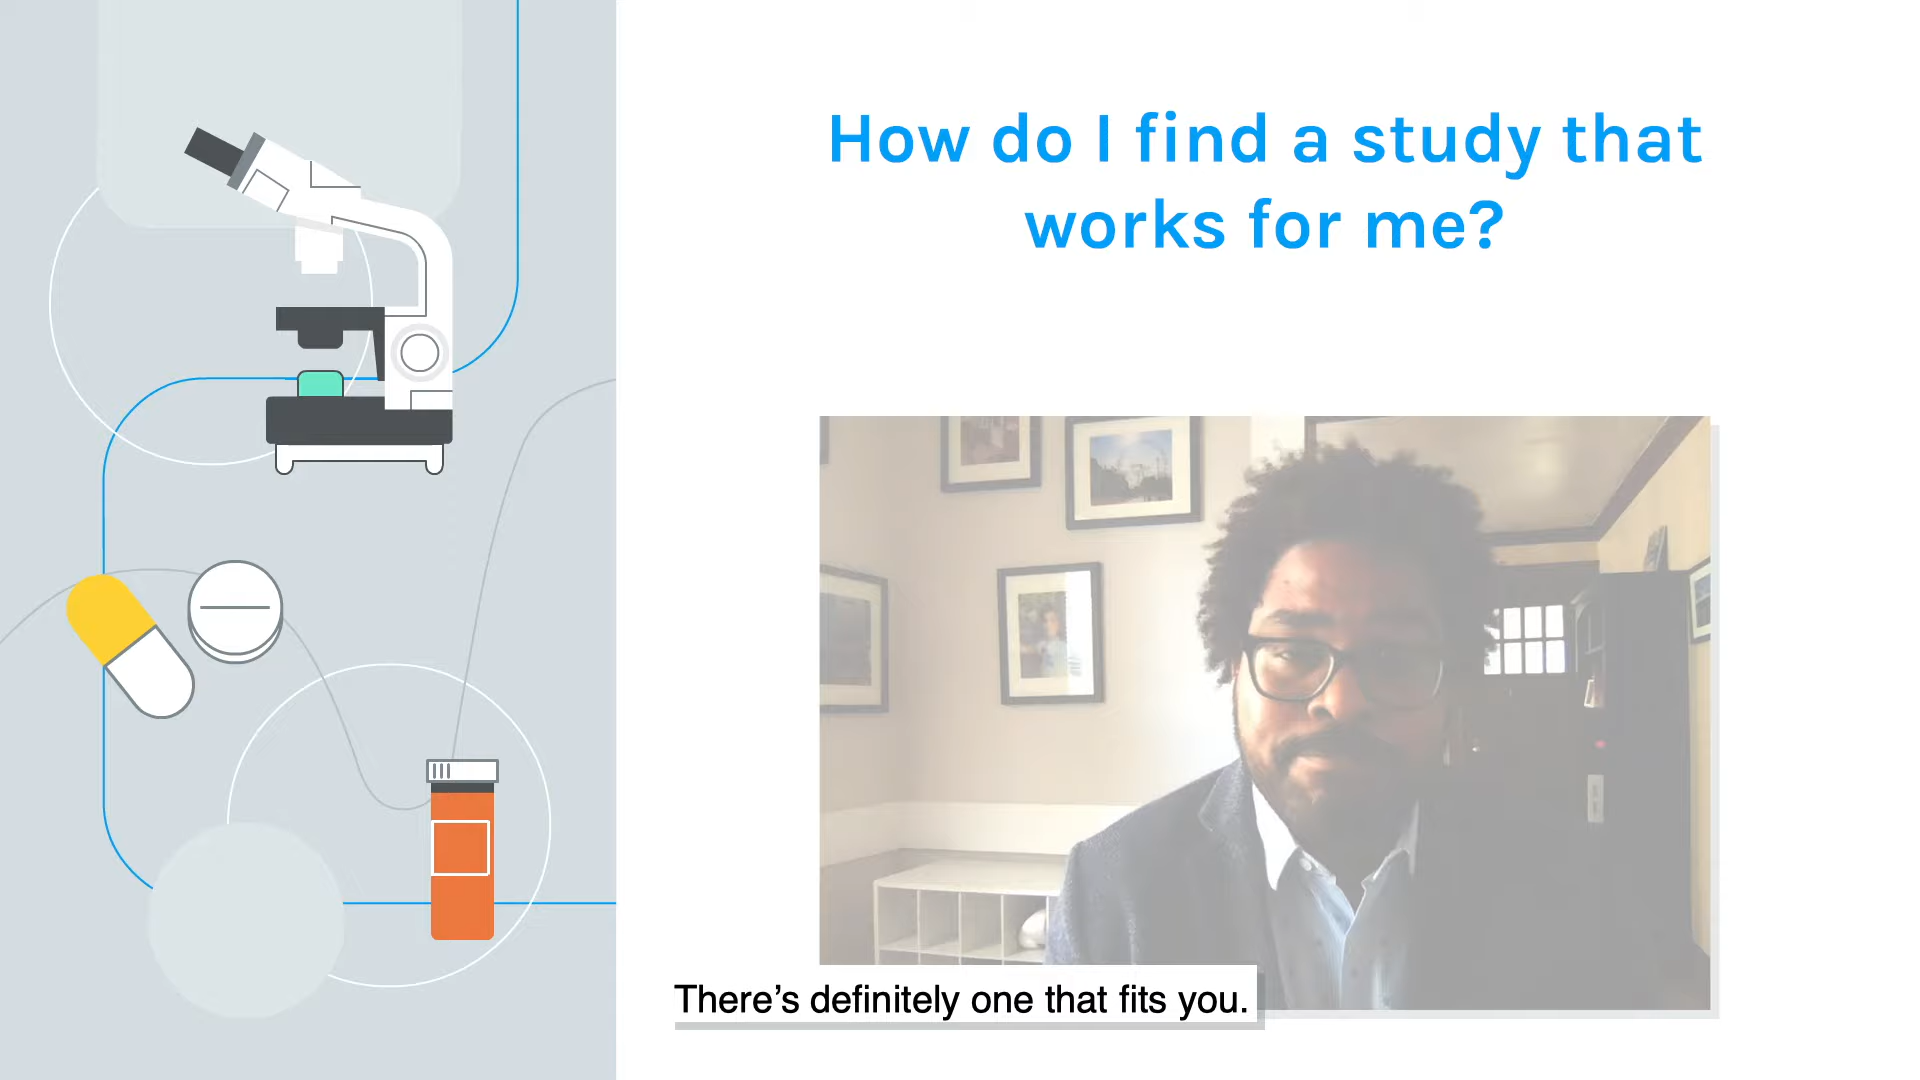 How do I find a study that
works for me?
There’s definitely one that fits you.